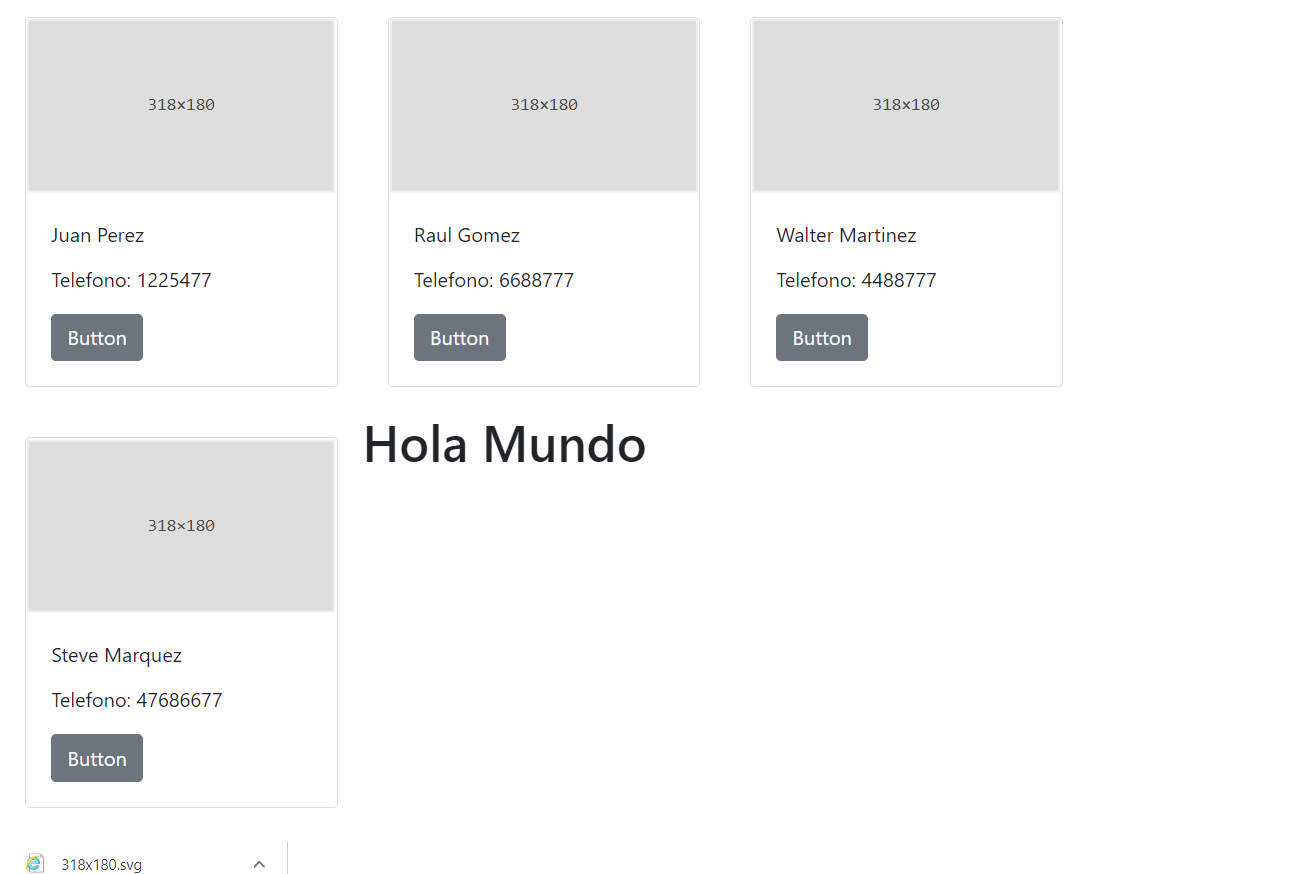 318×180
Juan Perez
Telefono: 1225477
Button
318×180
Raul Gomez
Telefono: 6688777
Button
318×180
Walter Martinez
Telefono: 4488777
Button
318×180
Steve Marquez
Telefono: 47686677
Button
Hola Mundo
318x180.svg